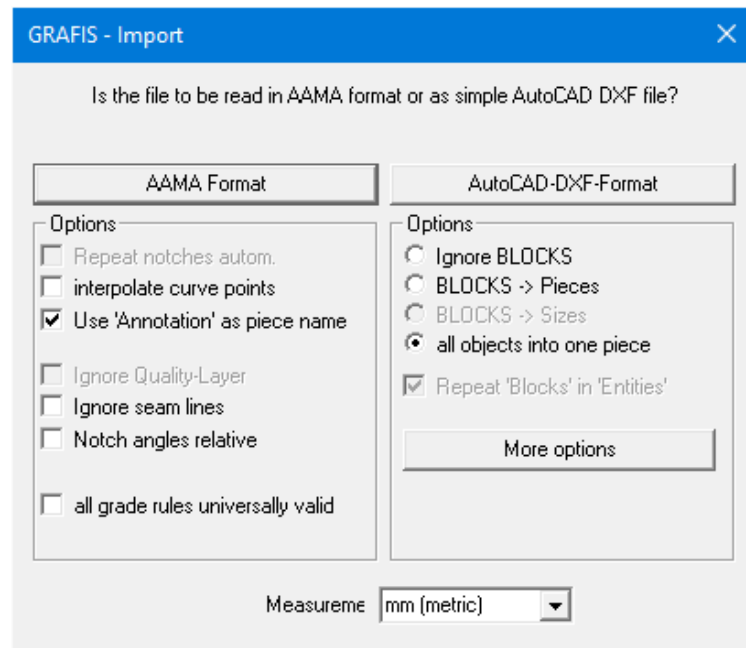 GRAFIS - Import
Is the file to be read in AAMA format or as simple AutoCAD DXF file?
AAMA Format
AutoCAD-DXF-Format
Options
Repeat notches autom.
interpolate curve points
Use 'Annotation' as piece name
Ignore Quality-Layer
Ignore seam lines
Notch angles relative
all grade rules universally valid
Options
Ignore BLOCKS
BLOCKS -> Pieces
BLOCKS -> Sizes
all objects into one piece
Repeat 'Blocks' in 'Entities'
More options
Measureme mm (metric)